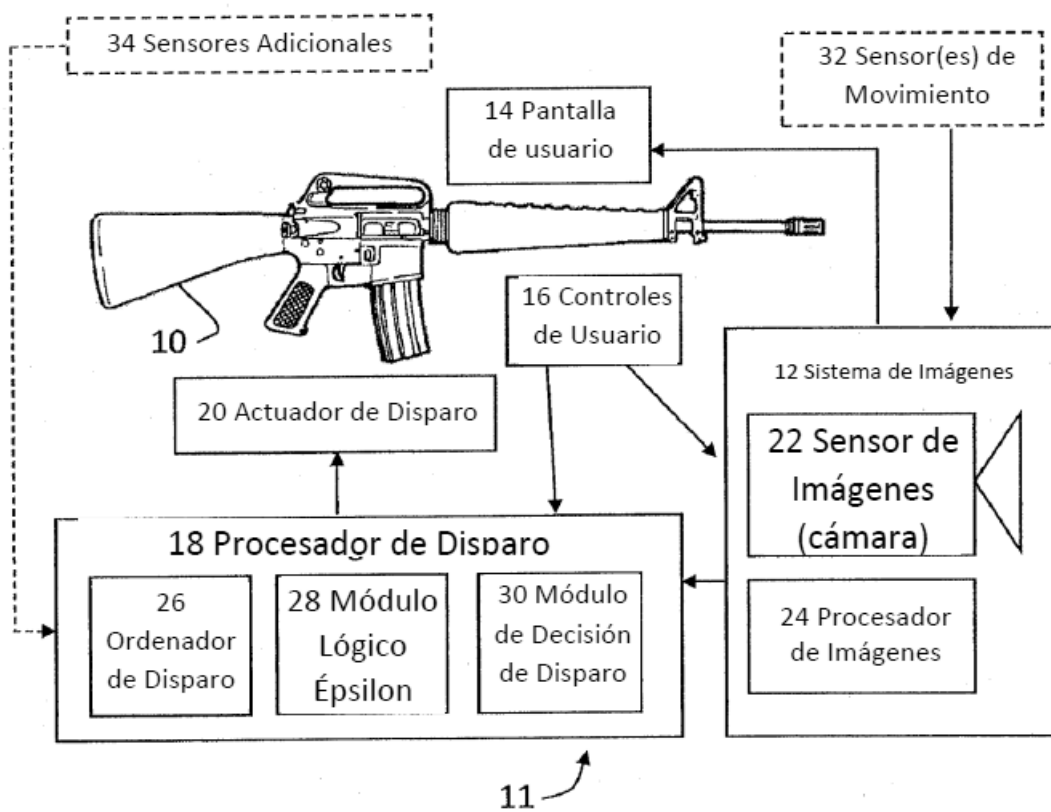 34 Sensores Adicionales
32 Sensor(es) de
Movimiento
14 Pantalla
de usuario
16 Controles
de Usuario
10
12 Sistema de Imágenes
20 Actuador de Disparo
22 Sensor de
Imágenes
(cámara)
18 Procesador de Disparo
26
Ordenador
de Disparo
28 Módulo
Lógico
Épsilon
30 Módulo
de Decisión
de Disparo
24 Procesador
de Imágenes
11